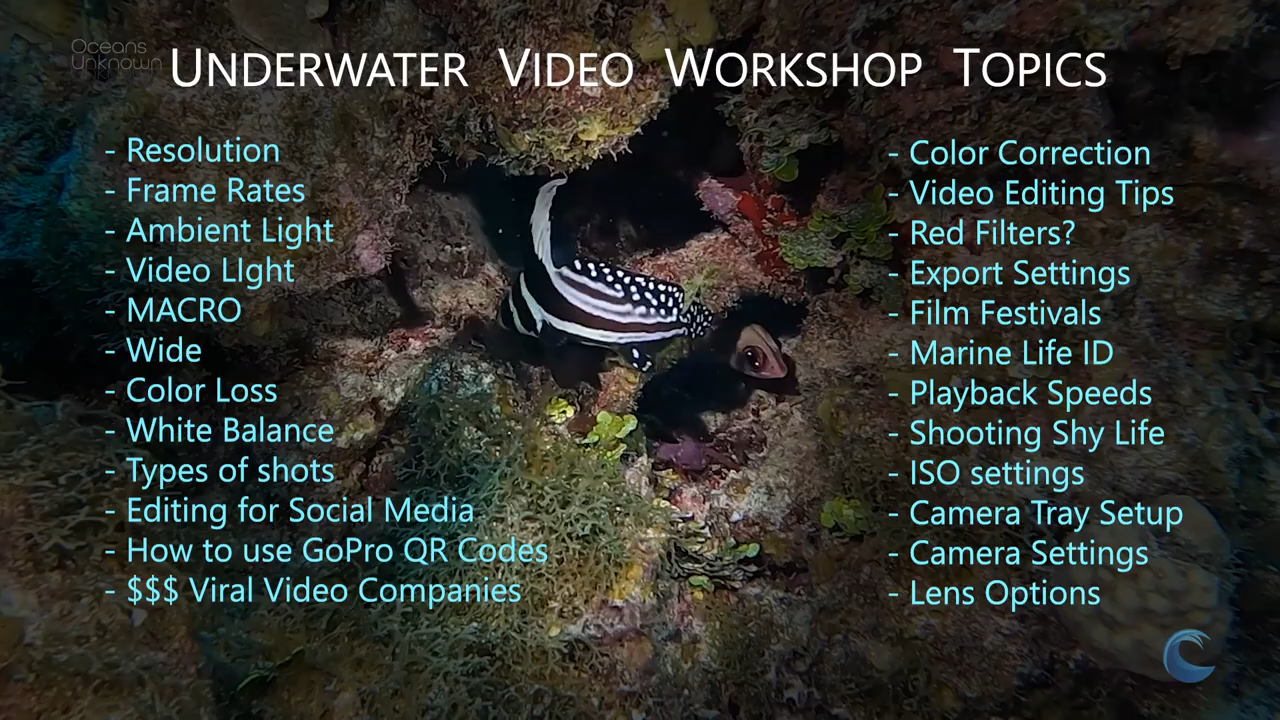 Oceans
Unknown
UNDERWATER VIDEO WORKSHOP TOPICS
- Resolution
- Frame Rates
- Ambient Light
- Video LIght
- MACRO
- Wide
- Color Loss
- White Balance
- Types of shots
- Editing for Social Media
- How to use GoPro QR Codes
- $$$ Viral Video Companies
- Color Correction
- Video Editing Tips
- Red Filters?
- Export Settings
- Film Festivals
- Marine Life ID
- Playback Speeds
- Shooting Shy Life
- ISO settings
- Camera Tray Setup
- Camera Settings
- Lens Options